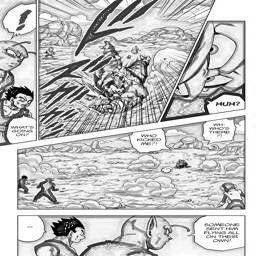 HUH?
!
WHAT'S
GOING
ON?
WH-
WHO'S
THERE
?!
WHO
KICKED
ME?!
SOMEONE
SENT HIM
FLYING ALL
ON THEIR
OWN!
...